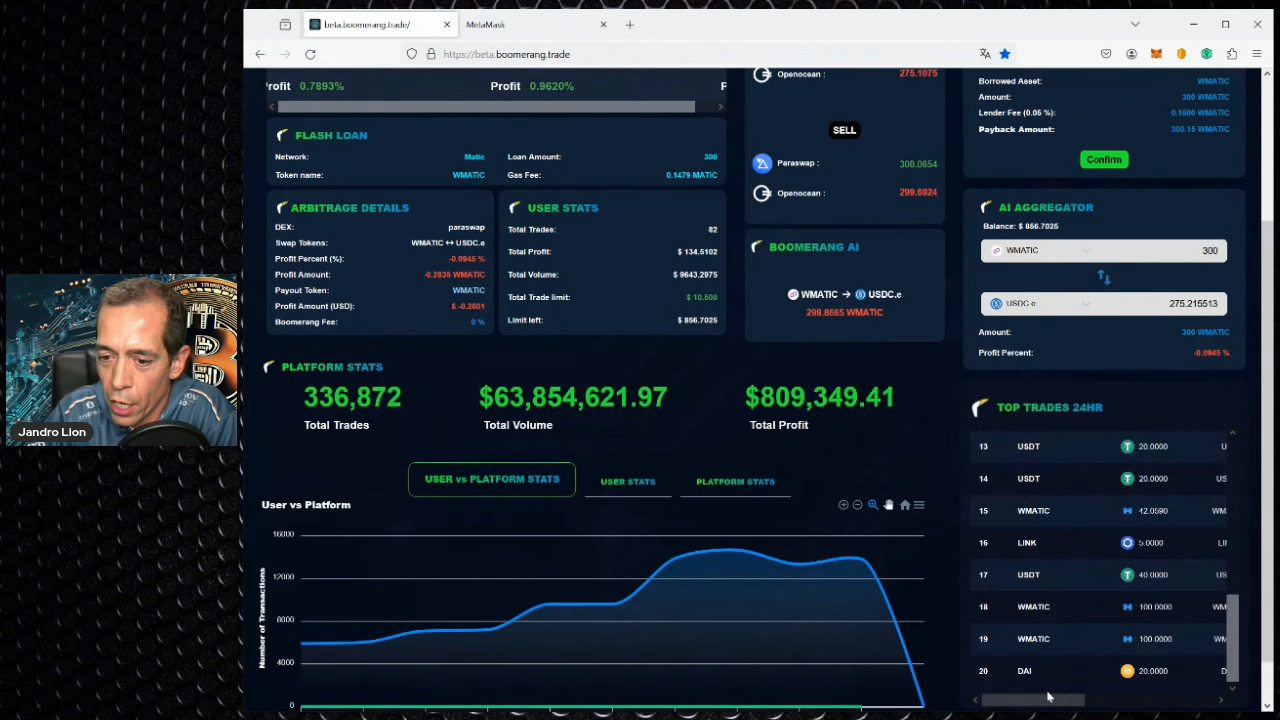 beta.boomerang.trade/
MetaMask
https://beta.boomerang.trade
Profit 0.7893%
Profit 0.9620%
FLASH LOAN
Network: Matic
Loan Amount: 300
Token name: WMATIC
Gas Fee: 0.1479 MATIC
ARBITRAGE DETAILS
DEX: paraswap
Swap Tokens: WMATIC ↔ USDC.e
Profit Percent (%): -0.0945 %
Profit Amount: -0.2835 WMATIC
Payout Token: WMATIC
Profit Amount (USD): $ -0.2601
Boomerang Fee: 0 %
USER STATS
Total Trades: 82
Total Profit: $ 134.5102
Total Volume: $ 9643.2975
Total Trade limit: $ 10.500
Limit left: $ 856.7025
Openocean : 275.1075
SELL
Paraswap : 300.0654
Openocean : 299.6924
BOOMERANG AI
WMATIC → USDC.e
299.8665 WMATIC
Borrowed Asset: WMATIC
Amount: 300 WMATIC
Lender Fee (0.05 %) 0.1500 WMATIC
Payback Amount: 300.15 WMATIC
Confirm
AI AGGREGATOR
Balance: $ 856.7025
WMATIC 300
USDC.e 275.215513
Amount: 300 WMATIC
Profit Percent: -0.0945 %
PLATFORM STATS
336,872
Total Trades
$63,854,621.97
Total Volume
$809,349.41
Total Profit
USER vs PLATFORM STATS
USER STATS
PLATFORM STATS
User vs Platform
Number of Transactions
16000
12000
8000
4000
0
TOP TRADES 24HR
13 USDT 20.0000 U
14 USDT 20.0000 US
15 WMATIC 42.0590 WM
16 LINK 5.0000 LI
17 USDT 40.0000 US
18 WMATIC 100.0000 WM
19 WMATIC 100.0000 WM
20 DAI 20.0000 D
Jandro Lion